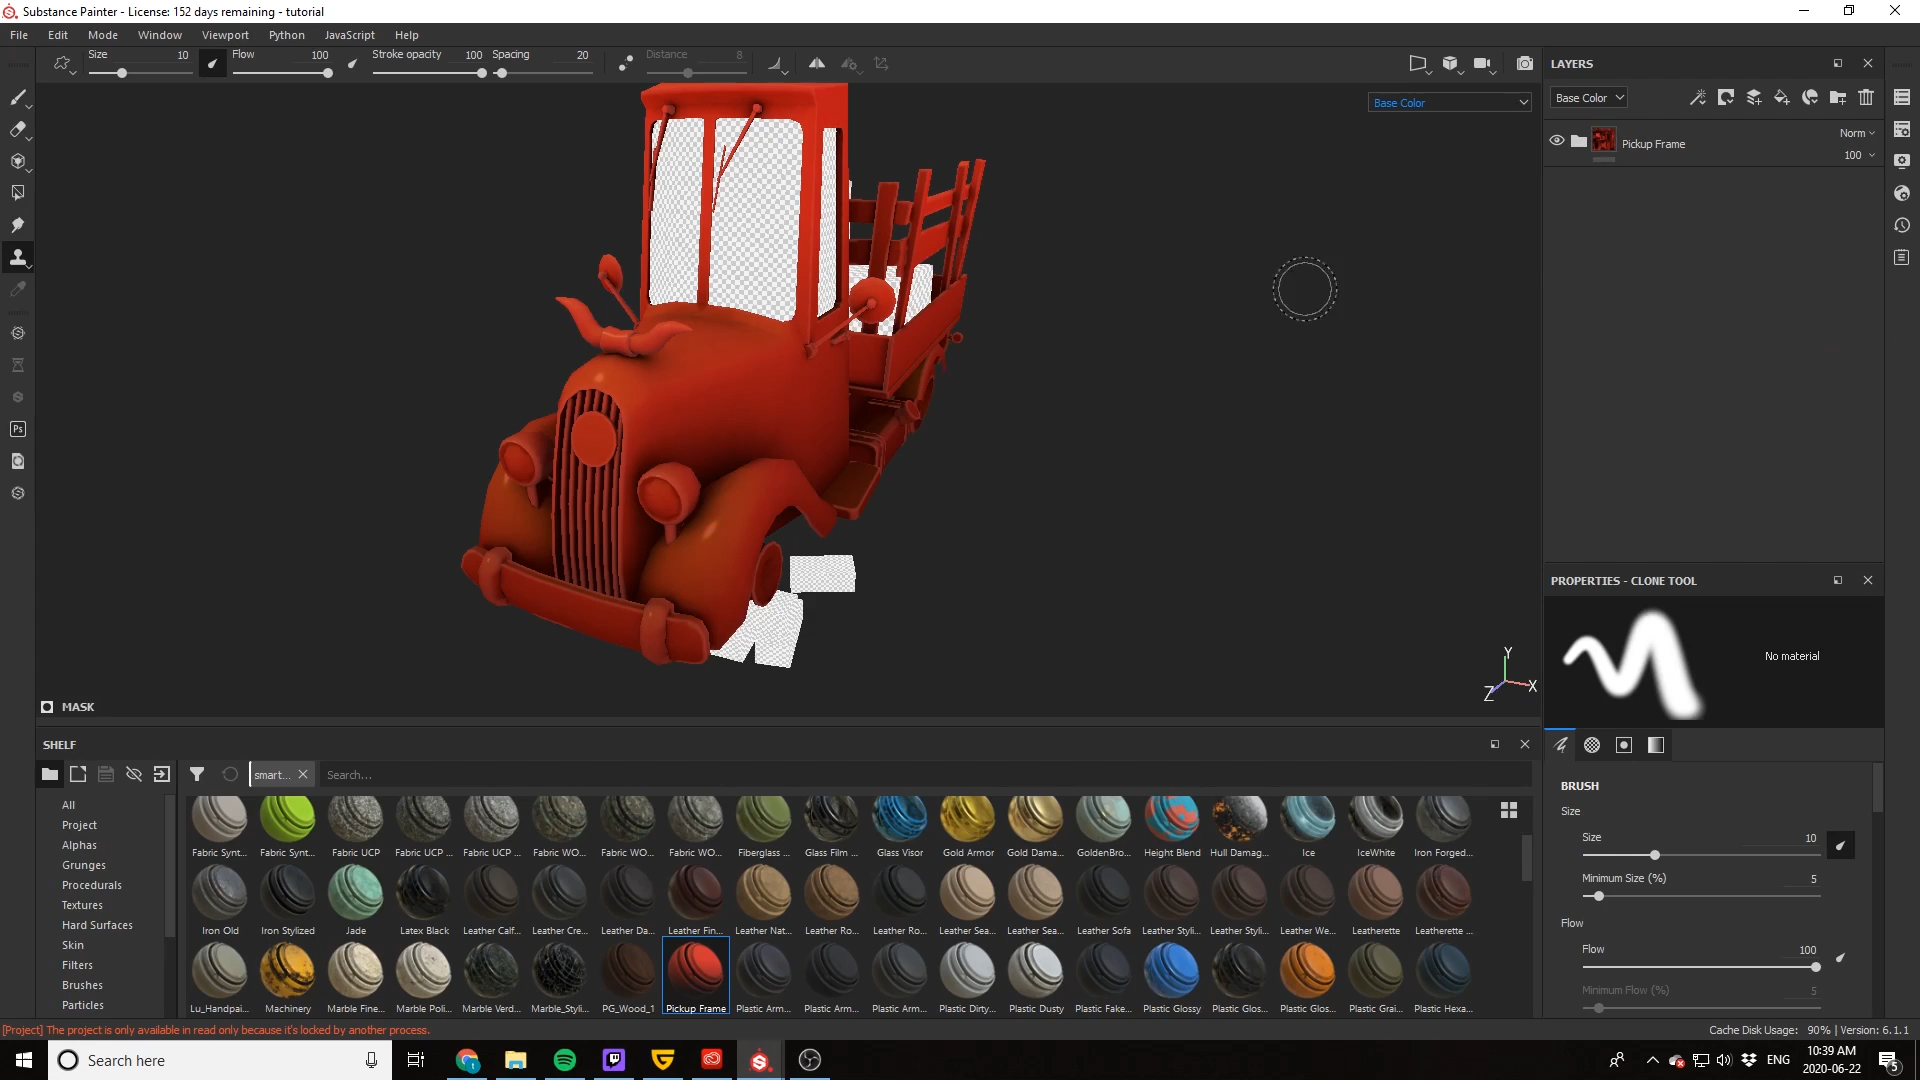 Substance Painter - License: 152 days remaining - tutorial
File Edit Mode Window Viewport Python JavaScript Help
Size 10 Flow 100 Stroke opacity 100 Spacing 20 Distance 8
LAYERS
Base Color
Base Color
Norm
Pickup Frame
100
PROPERTIES - CLONE TOOL
No material
Y
Z X
MASK
SHELF
smart... Search...
All
Project
Alphas
Grunges
Procedurals
Textures
Hard Surfaces
Skin
Filters
Brushes
Particles
Fabric Synt... Fabric Synt... Fabric UCP Fabric UCP ... Fabric UCP ... Fabric WO... Fabric WO... Fabric WO... Fiberglass ... Glass Film ... Glass Visor Gold Armor Gold Dama... GoldenBro... Height Blend Hull Damag... Ice IceWhite Iron Forged...
Iron Old Iron Stylized Jade Latex Black Leather Calf... Leather Cre... Leather Da... Leather Fin... Leather Nat... Leather Ro... Leather Ro... Leather Sea... Leather Sea... Leather Sofa Leather Styli... Leather Styli... Leather We... Leatherette Leatherette ...
Lu_Handpai... Machinery Marble Fine... Marble Poli... Marble Verd... Marble_Styli... PG_Wood_1 Pickup Frame Plastic Arm... Plastic Arm... Plastic Arm... Plastic Dirty... Plastic Dusty Plastic Fake... Plastic Glossy Plastic Glos... Plastic Glos... Plastic Grai... Plastic Hexa...
BRUSH
Size
Size 10
Minimum Size (%) 5
Flow
Flow 100
Minimum Flow (%) 5
[Project] The project is only available in read only because it's locked by another process.
Cache Disk Usage: 90% | Version: 6.1.1
Search here
Ps
ENG
10:39 AM
2020-06-22
5